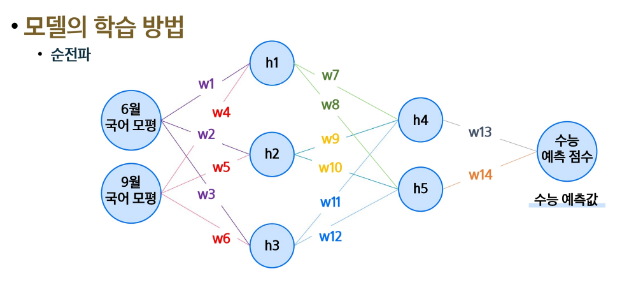 • 모델의 학습 방법
• 순전파
6월
국어 모평
9월
국어 모평
w1
w4
w2
w5
w3
w6
h1
h2
h3
w7
w8
w9
w10
w11
w12
h4
h5
w13
w14
수능
예측 점수
수능 예측값